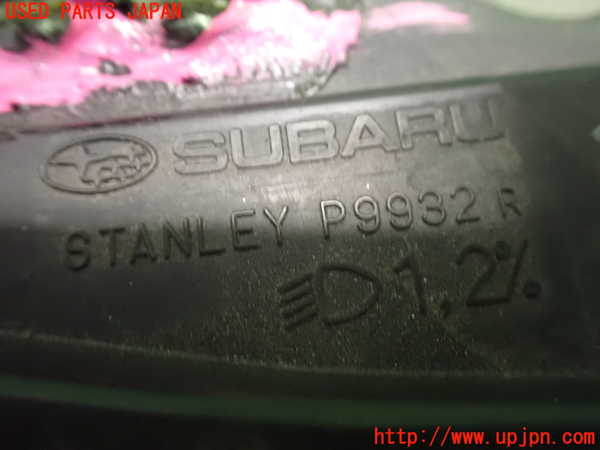 USED PARTS JAPAN
SUBARU
STANLEY P9932 R
1,2%
http://www.upjpn.com/